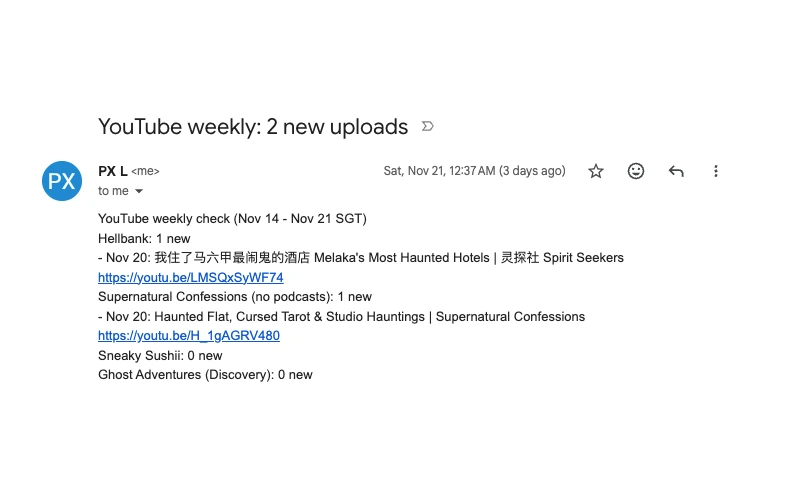 YouTube weekly: 2 new uploads
PX
PX L <me>
Sat, Nov 21, 12:37 AM (3 days ago)
to me
YouTube weekly check (Nov 14 - Nov 21 SGT)
Hellbank: 1 new
- Nov 20: 我住了马六甲最闹鬼的酒店 Melaka's Most Haunted Hotels | 灵探社 Spirit Seekers
https://youtu.be/LMSQxSyWF74
Supernatural Confessions (no podcasts): 1 new
- Nov 20: Haunted Flat, Cursed Tarot & Studio Hauntings | Supernatural Confessions
https://youtu.be/H_1gAGRV480
Sneaky Sushii: 0 new
Ghost Adventures (Discovery): 0 new